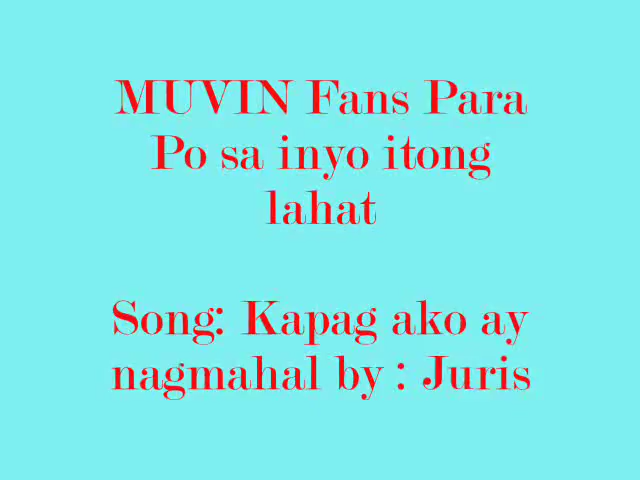 MUVIN Fans Para
Po sa inyo itong
lahat
Song: Kapag ako ay
nagmahal by : Juris